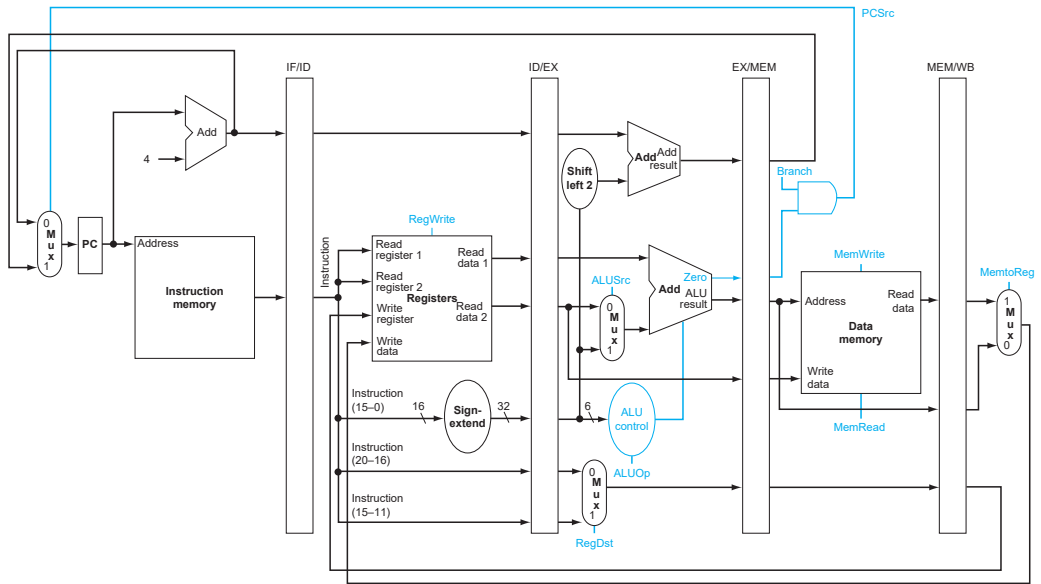 PCSrc
IF/ID
ID/EX
EX/MEM
MEM/WB
Add
4
Add
Add
result
Shift
left 2
Branch
0
M
u
x
1
PC
Address
Instruction
memory
Instruction
RegWrite
Read
register 1
Read
register 2
Write
register
Write
data
Registers
Read
data 1
Read
data 2
ALUSrc
0
M
u
x
1
Add
Zero
ALU
result
MemWrite
Address
Read
data
Data
memory
Write
data
MemRead
MemtoReg
1
M
u
x
0
Instruction
(15–0)
16
Sign-
extend
32
6
ALU
control
ALUOp
Instruction
(20–16)
Instruction
(15–11)
0
M
u
x
1
RegDst